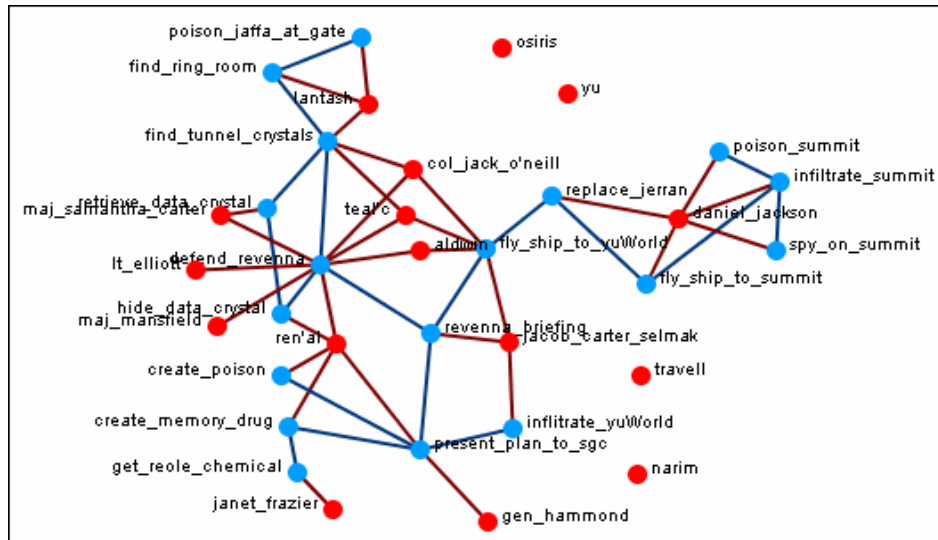 poison_jaffa_at_gate
osiris
find_ring_room
yu
lantash
find_tunnel_crystals
poison_summit
col_jack_o'neill
infiltrate_summit
replace_jerran
retrieve_data_crystal
maj_samantha_carter
teal'c
daniel_jackson
aldwin
fly_ship_to_yuWorld
spy_on_summit
defend_revenna
lt_elliott
fly_ship_to_summit
hide_data_crystal
maj_mansfield
revenna_briefing
ren'al
jacob_carter_selmak
create_poison
travell
create_memory_drug
inflitrate_yuWorld
present_plan_to_sgc
get_reole_chemical
narim
janet_frazier
gen_hammond